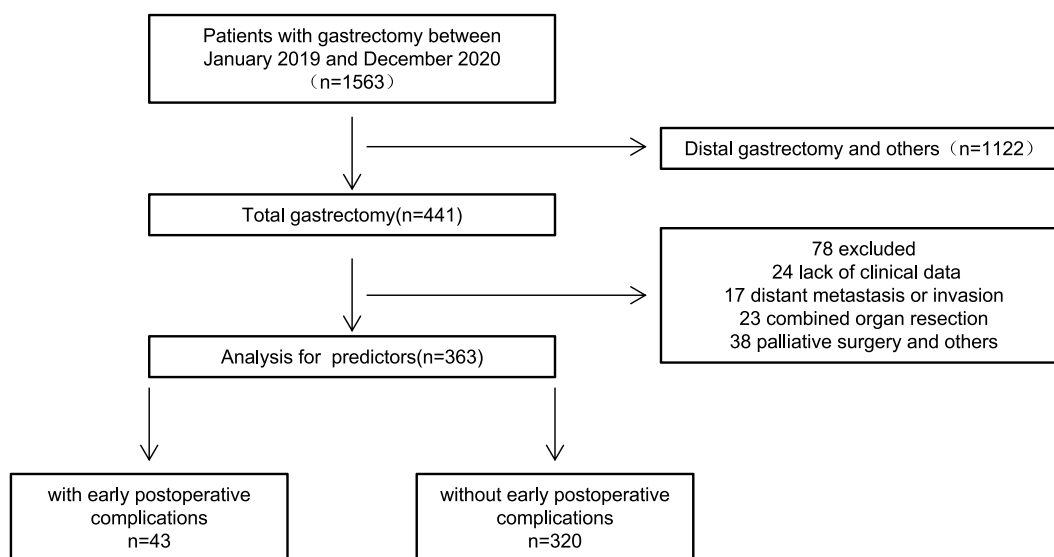 Patients with gastrectomy between
January 2019 and December 2020
（n=1563）
Distal gastrectomy and others（n=1122）
Total gastrectomy(n=441)
78 excluded
24 lack of clinical data
17 distant metastasis or invasion
23 combined organ resection
38 palliative surgery and others
Analysis for predictors(n=363)
with early postoperative
complications
n=43
without early postoperative
complications
n=320